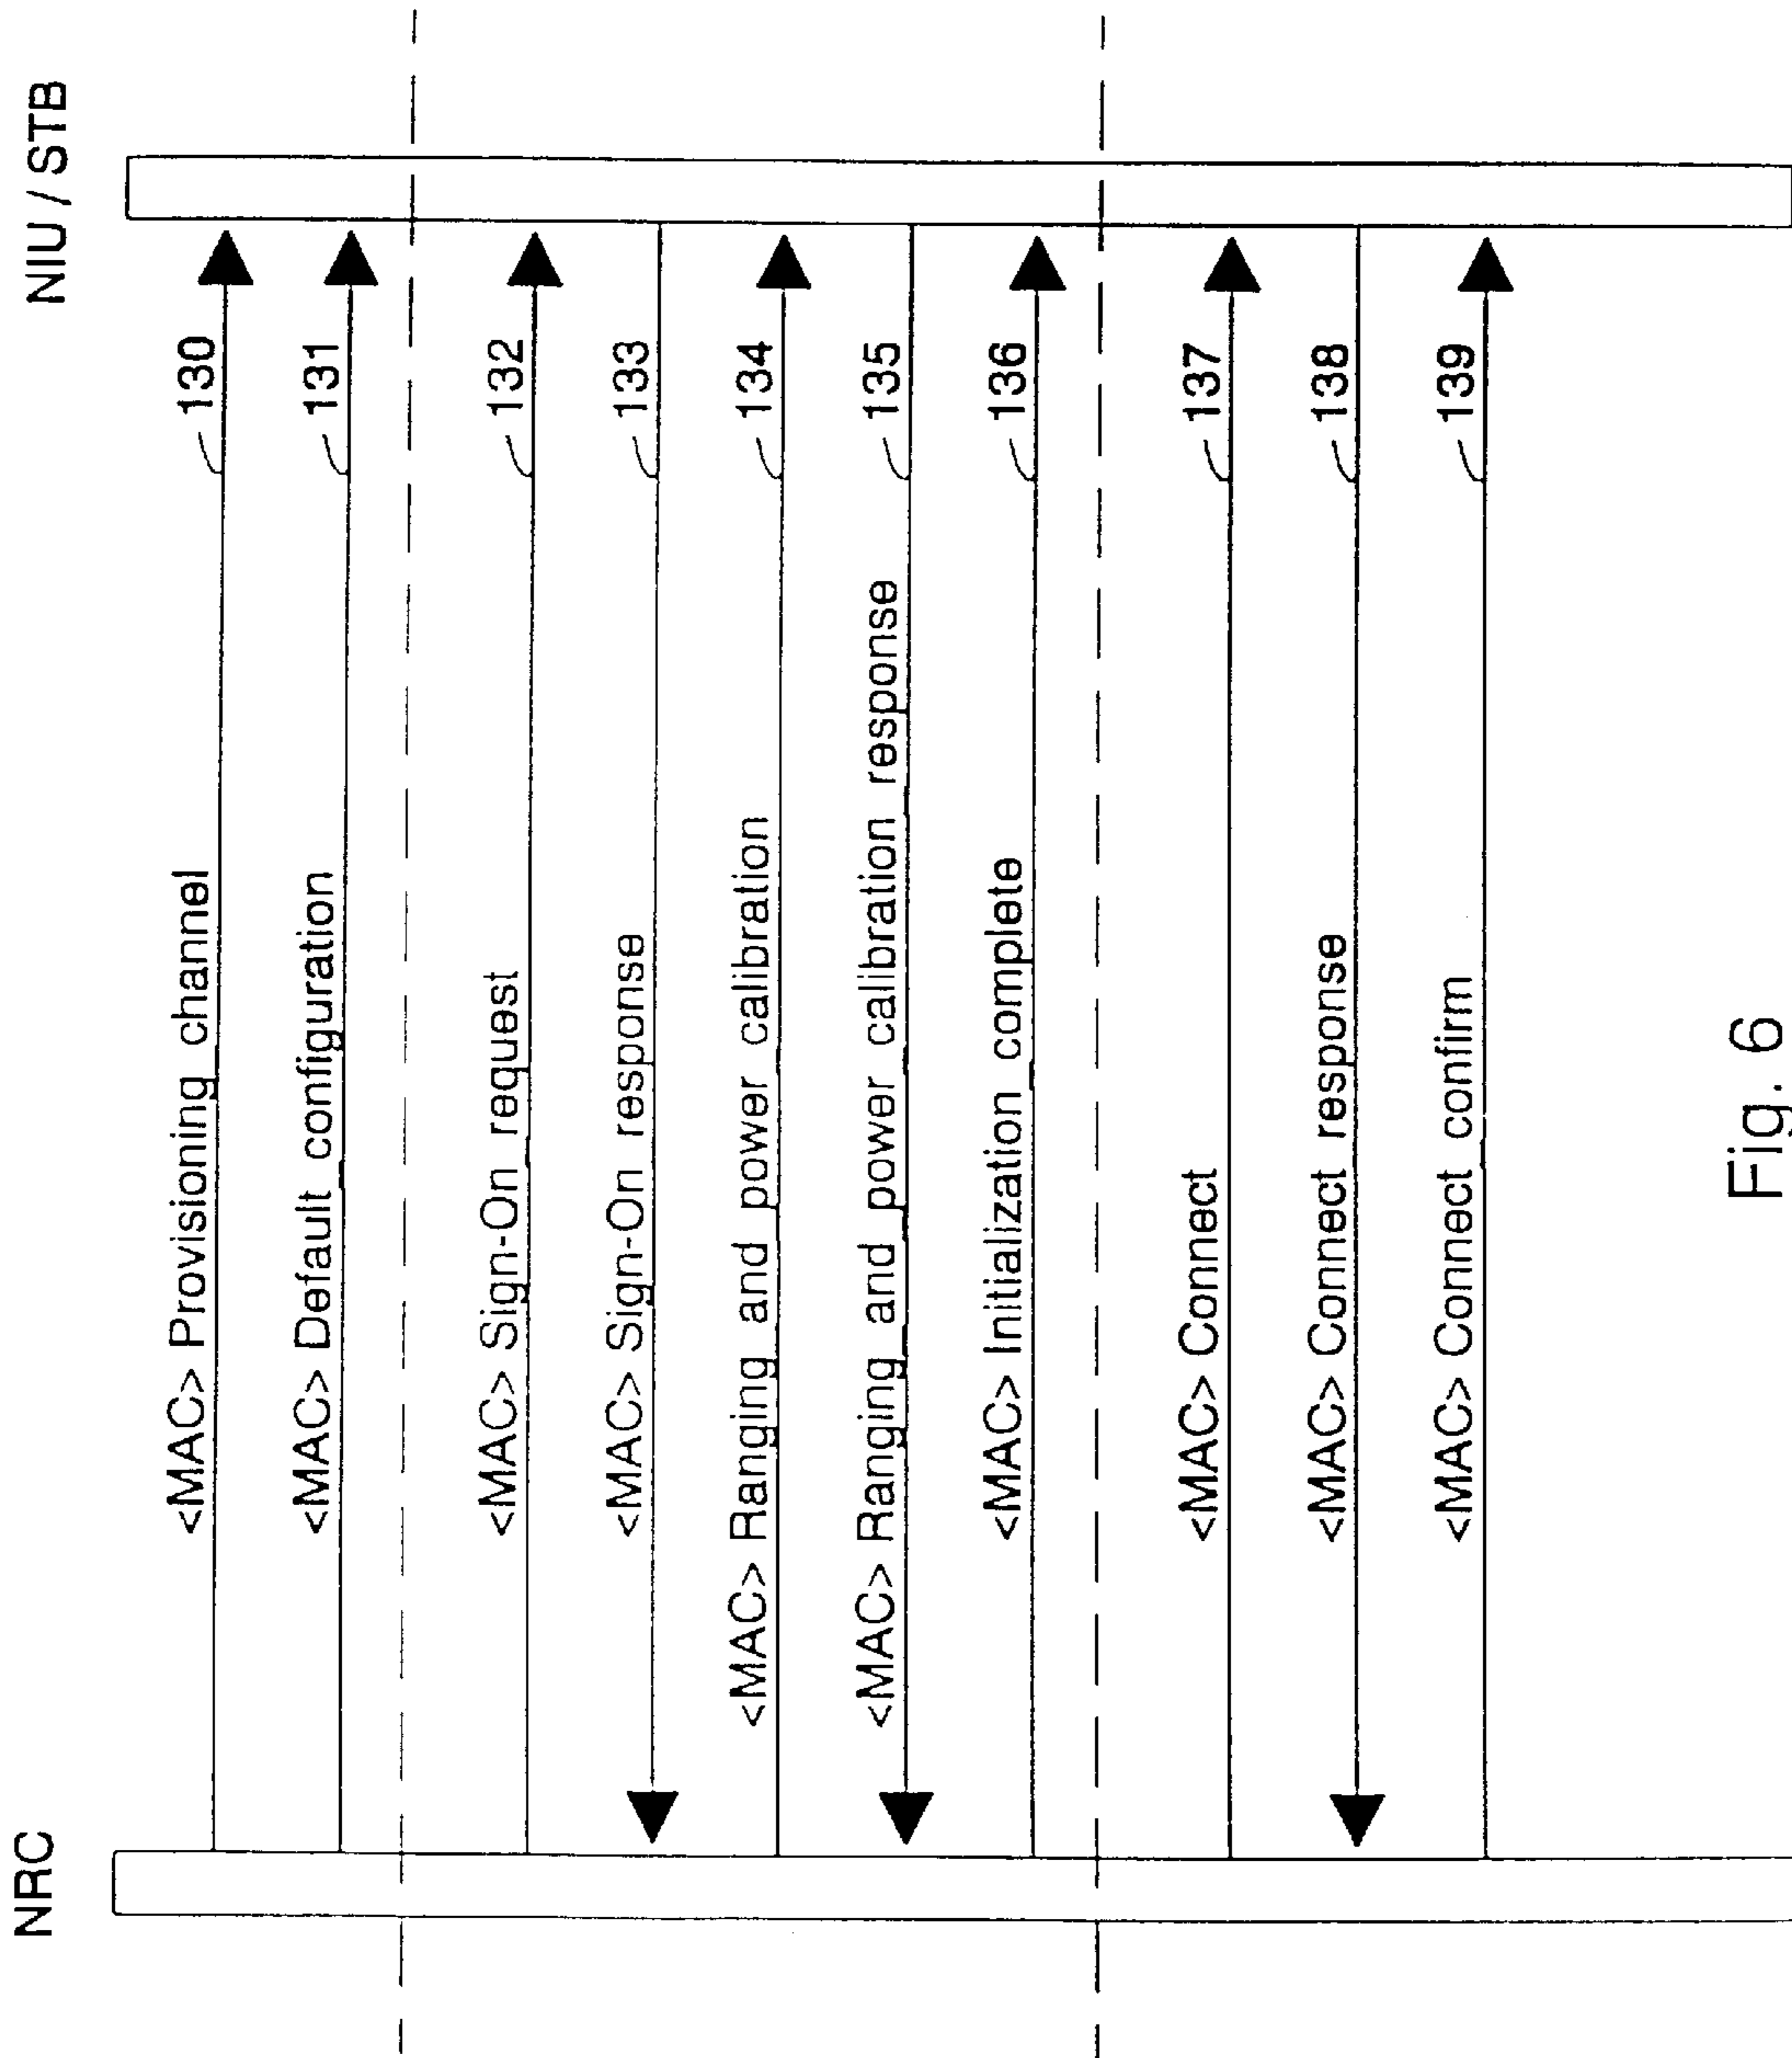 NRC
NIU / STB
<MAC> Provisioning channel
130
<MAC> Default configuration
131
<MAC> Sign-On request
132
<MAC> Sign-On response
133
<MAC> Ranging and power calibration
134
<MAC> Ranging and power calibration response
135
<MAC> Initialization complete
136
<MAC> Connect
137
<MAC> Connect response
138
<MAC> Connect confirm
139
Fig. 6